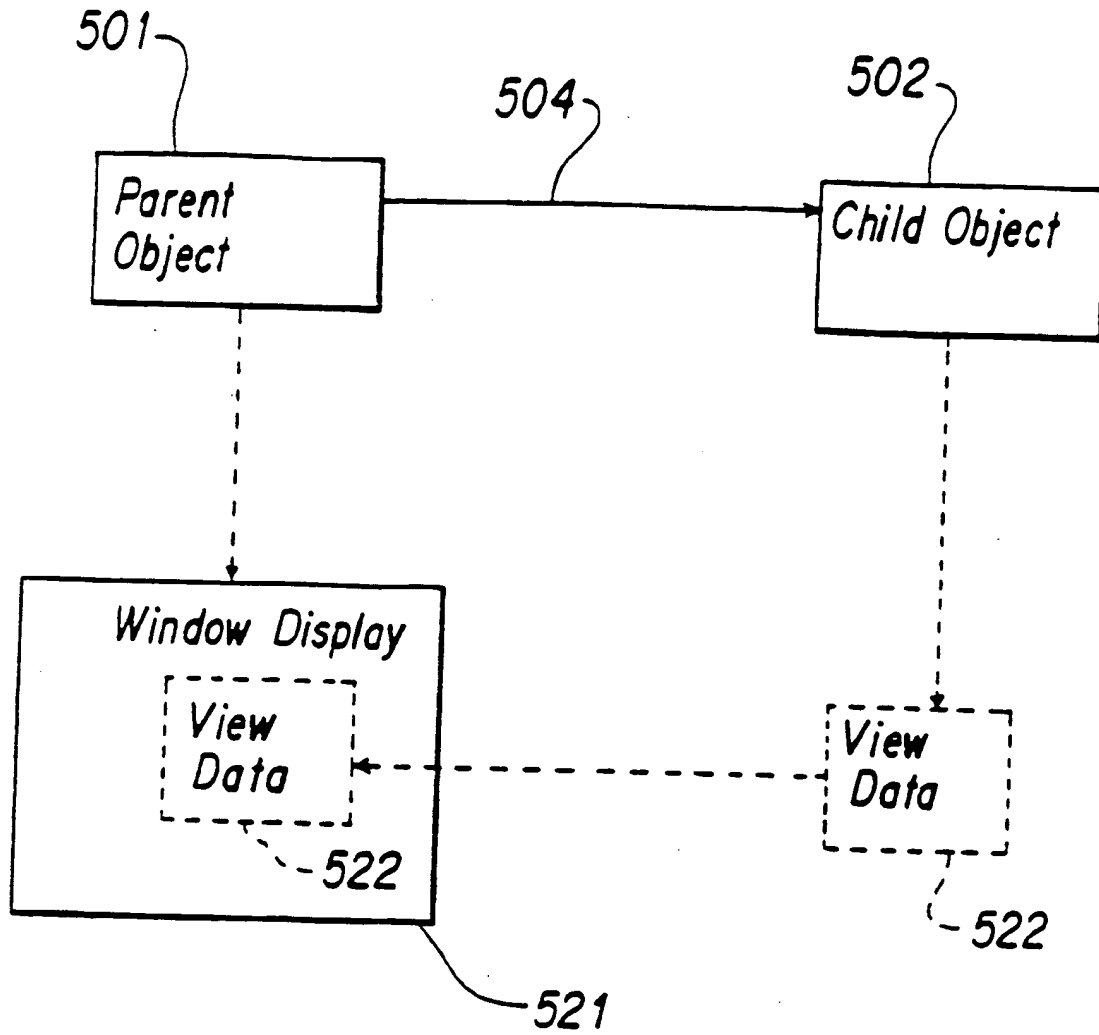 501
504
502
Parent
Object
Child Object
Window Display
View
Data
View
Data
522
522
521